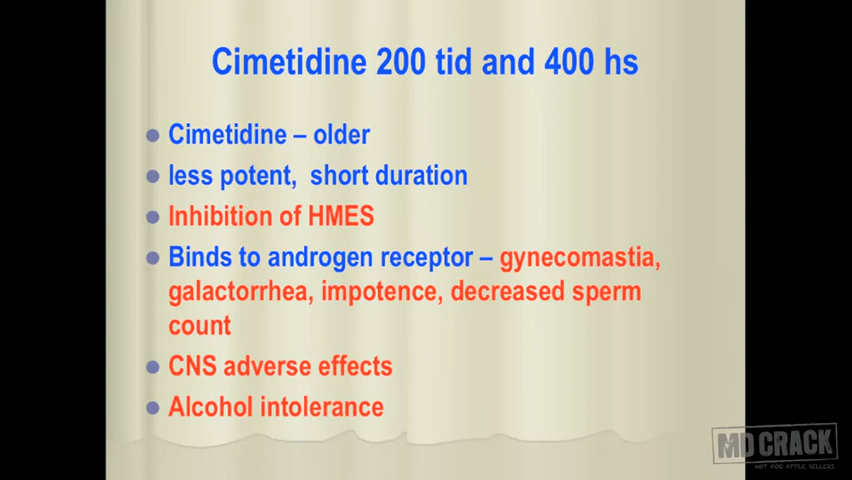 Cimetidine 200 tid and 400 hs
Cimetidine – older
less potent, short duration
Inhibition of HMES
Binds to androgen receptor – gynecomastia,
galactorrhea, impotence, decreased sperm
count
CNS adverse effects
Alcohol intolerance
MD CRACK
NOT FOR APPLE SELLERS